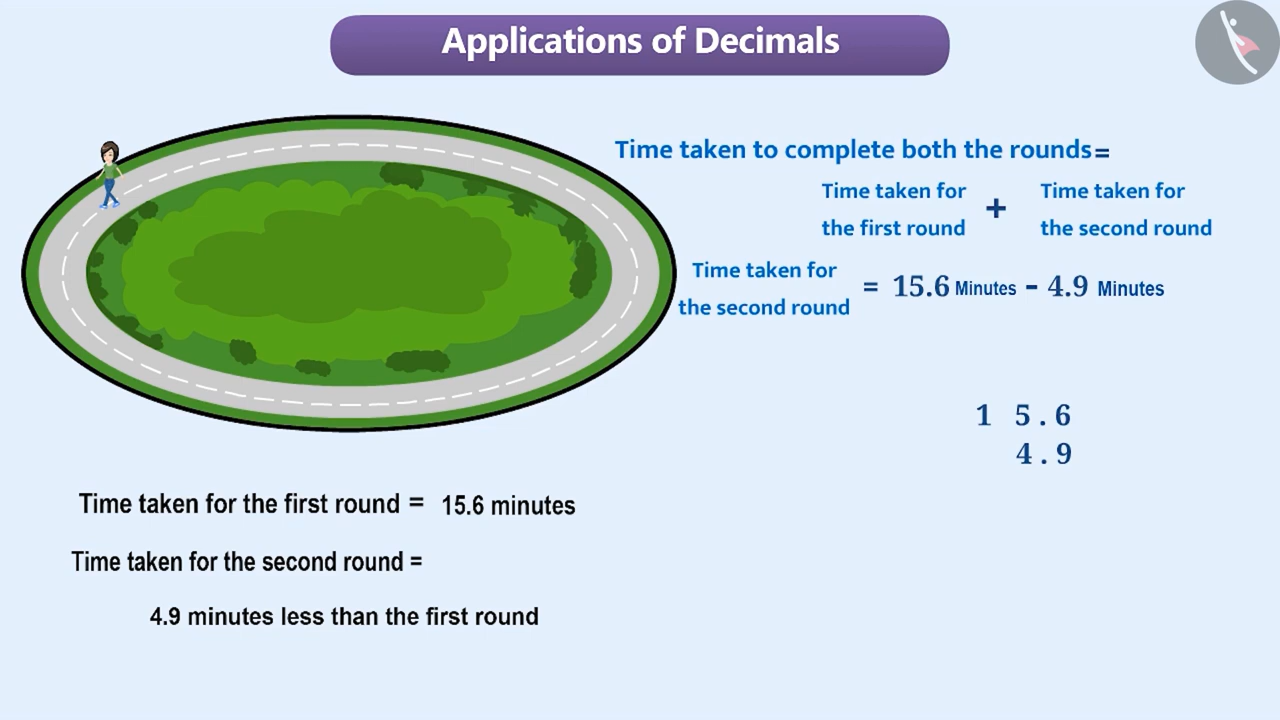 Applications of Decimals
Time taken to complete both the rounds=
Time taken for the first round + Time taken for the second round
Time taken for the second round = 15.6 Minutes - 4.9 Minutes
1 5.6
4.9
Time taken for the first round = 15.6 minutes
Time taken for the second round =
4.9 minutes less than the first round